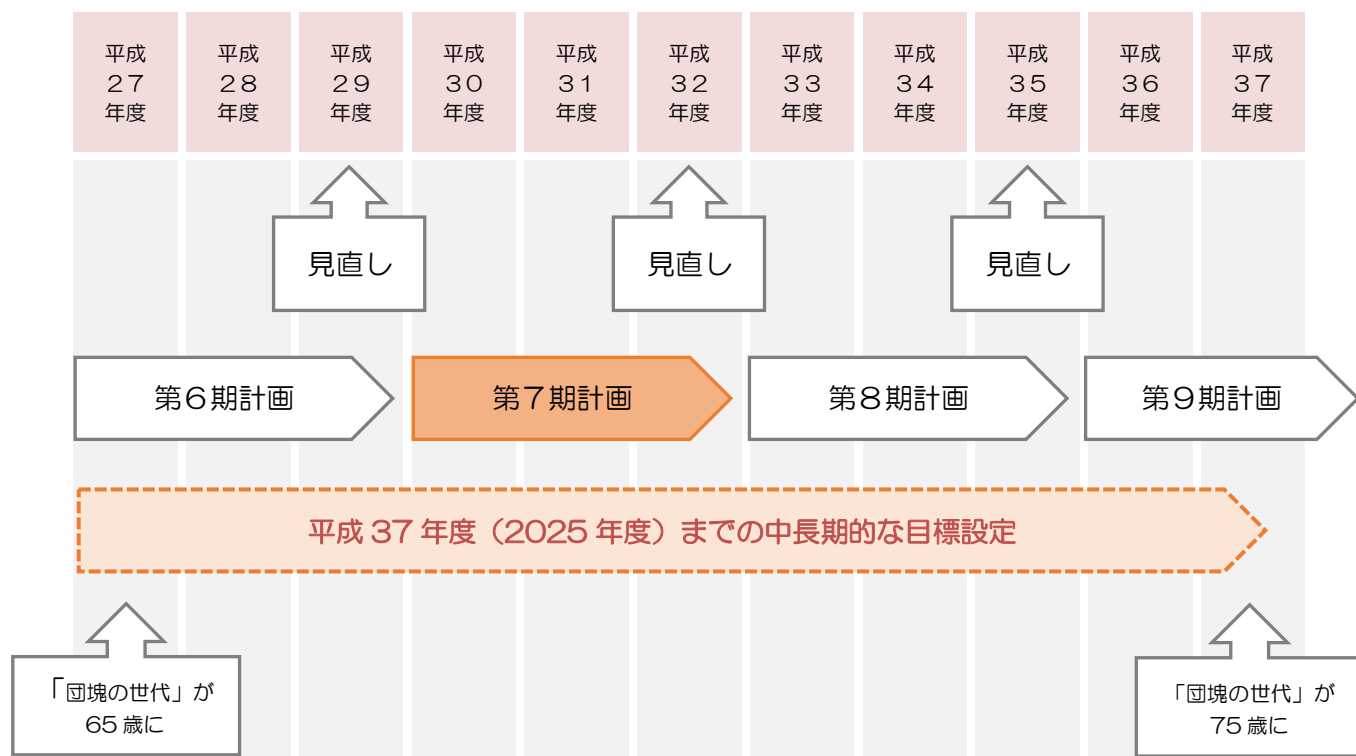 平成
２７
年度
平成
２８
年度
平成
２９
年度
平成
３０
年度
平成
３１
年度
平成
３２
年度
平成
３３
年度
平成
３４
年度
平成
３５
年度
平成
３６
年度
平成
３７
年度
見直し
見直し
見直し
第６期計画
第７期計画
第８期計画
第９期計画
平成 37 年度（2025 年度）までの中長期的な目標設定
「団塊の世代」が
65 歳に
「団塊の世代」が
75 歳に